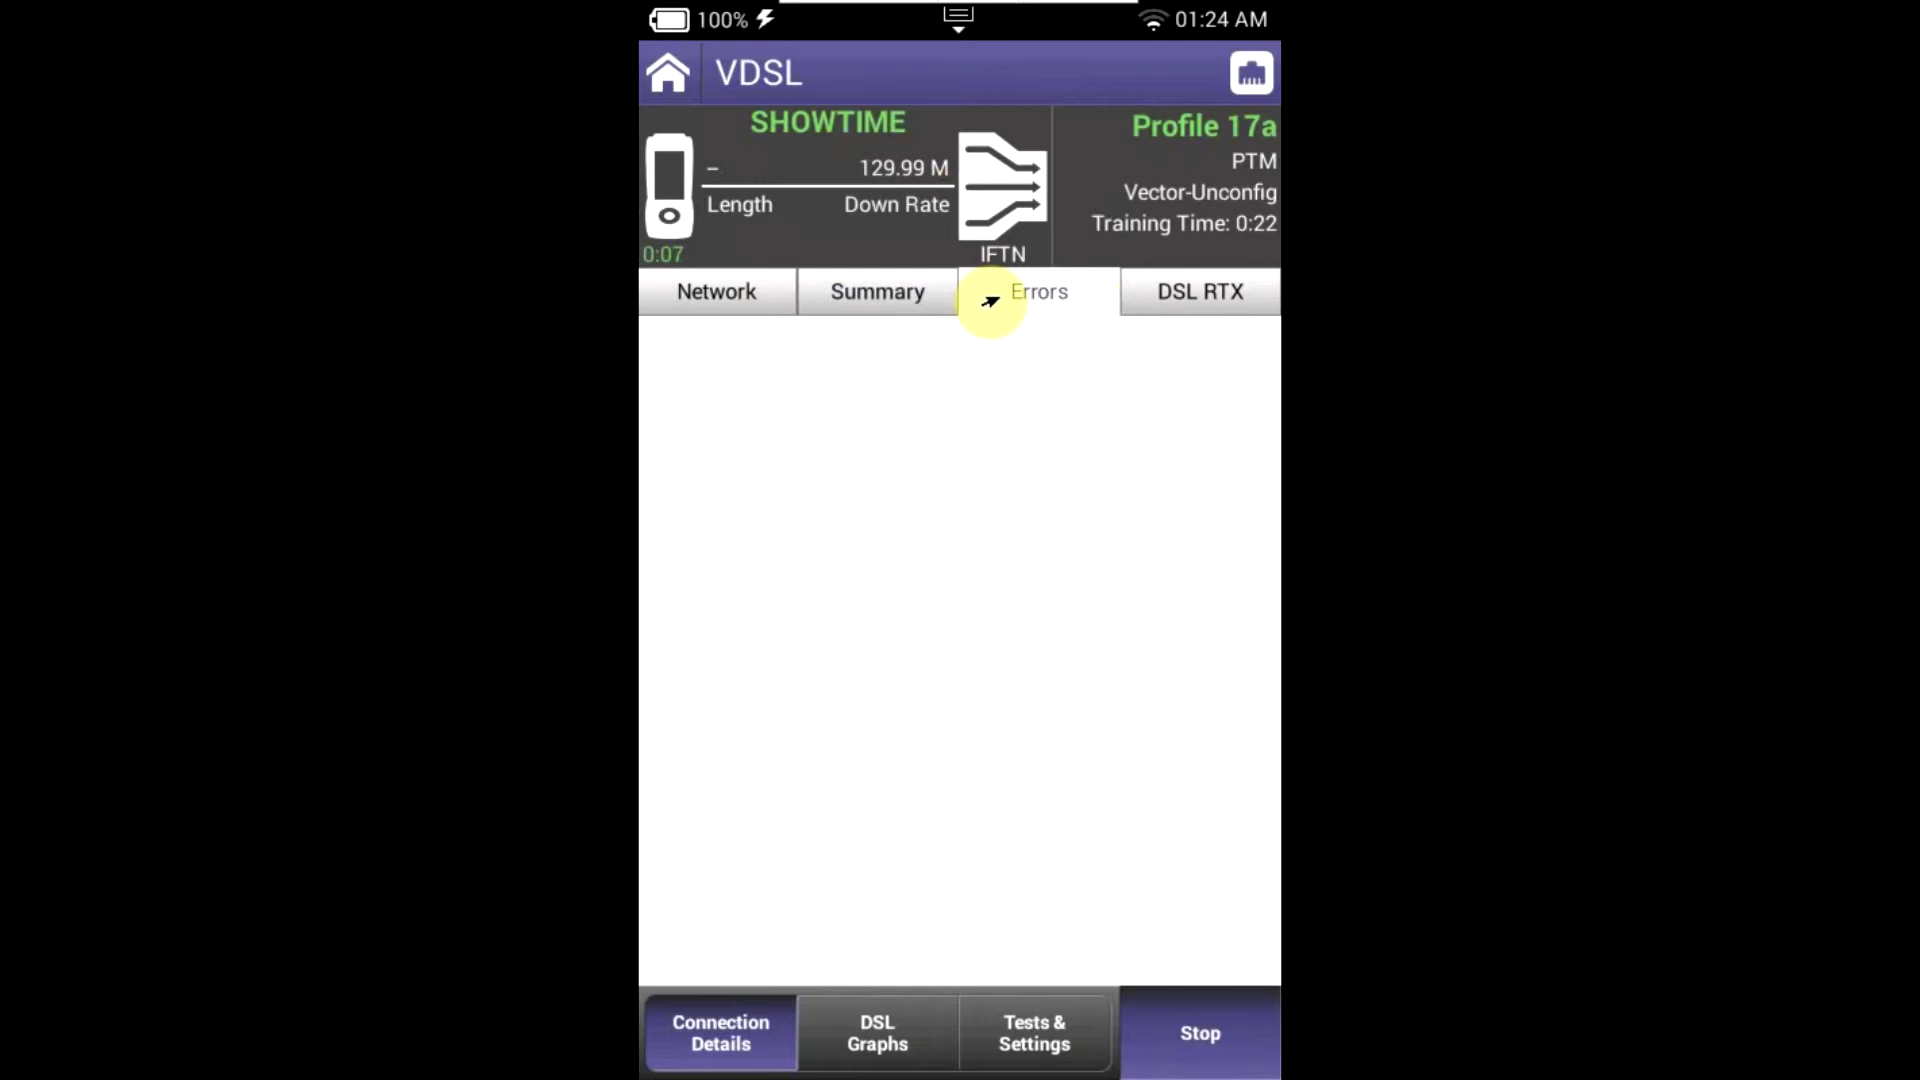 100% 01:24 AM
VDSL
SHOWTIME
– 129.99 M
Length Down Rate
0:07
IFTN
Profile 17a
PTM
Vector-Unconfig
Training Time: 0:22
Network Summary Errors DSL RTX
Connection Details
DSL Graphs
Tests & Settings
Stop